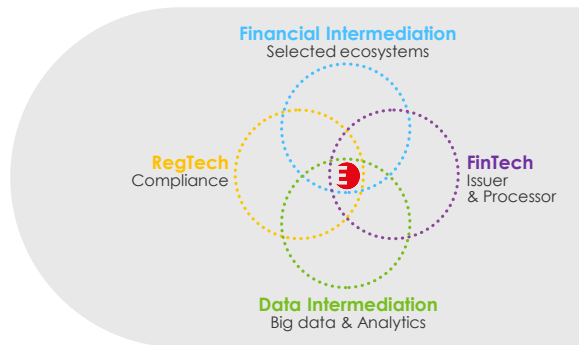 Financial Intermediation
Selected ecosystems
RegTech
Compliance
FinTech
Issuer
& Processor
Data Intermediation
Big data & Analytics